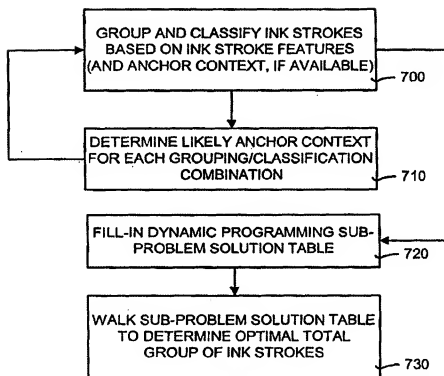 GROUP AND CLASSIFY INK STROKES
BASED ON INK STROKE FEATURES
(AND ANCHOR CONTEXT, IF AVAILABLE)
700
DETERMINE LIKELY ANCHOR CONTEXT
FOR EACH GROUPING/CLASSIFICATION
COMBINATION
710
FILL-IN DYNAMIC PROGRAMMING SUB-
PROBLEM SOLUTION TABLE
720
WALK SUB-PROBLEM SOLUTION TABLE
TO DETERMINE OPTIMAL TOTAL
GROUP OF INK STROKES
730